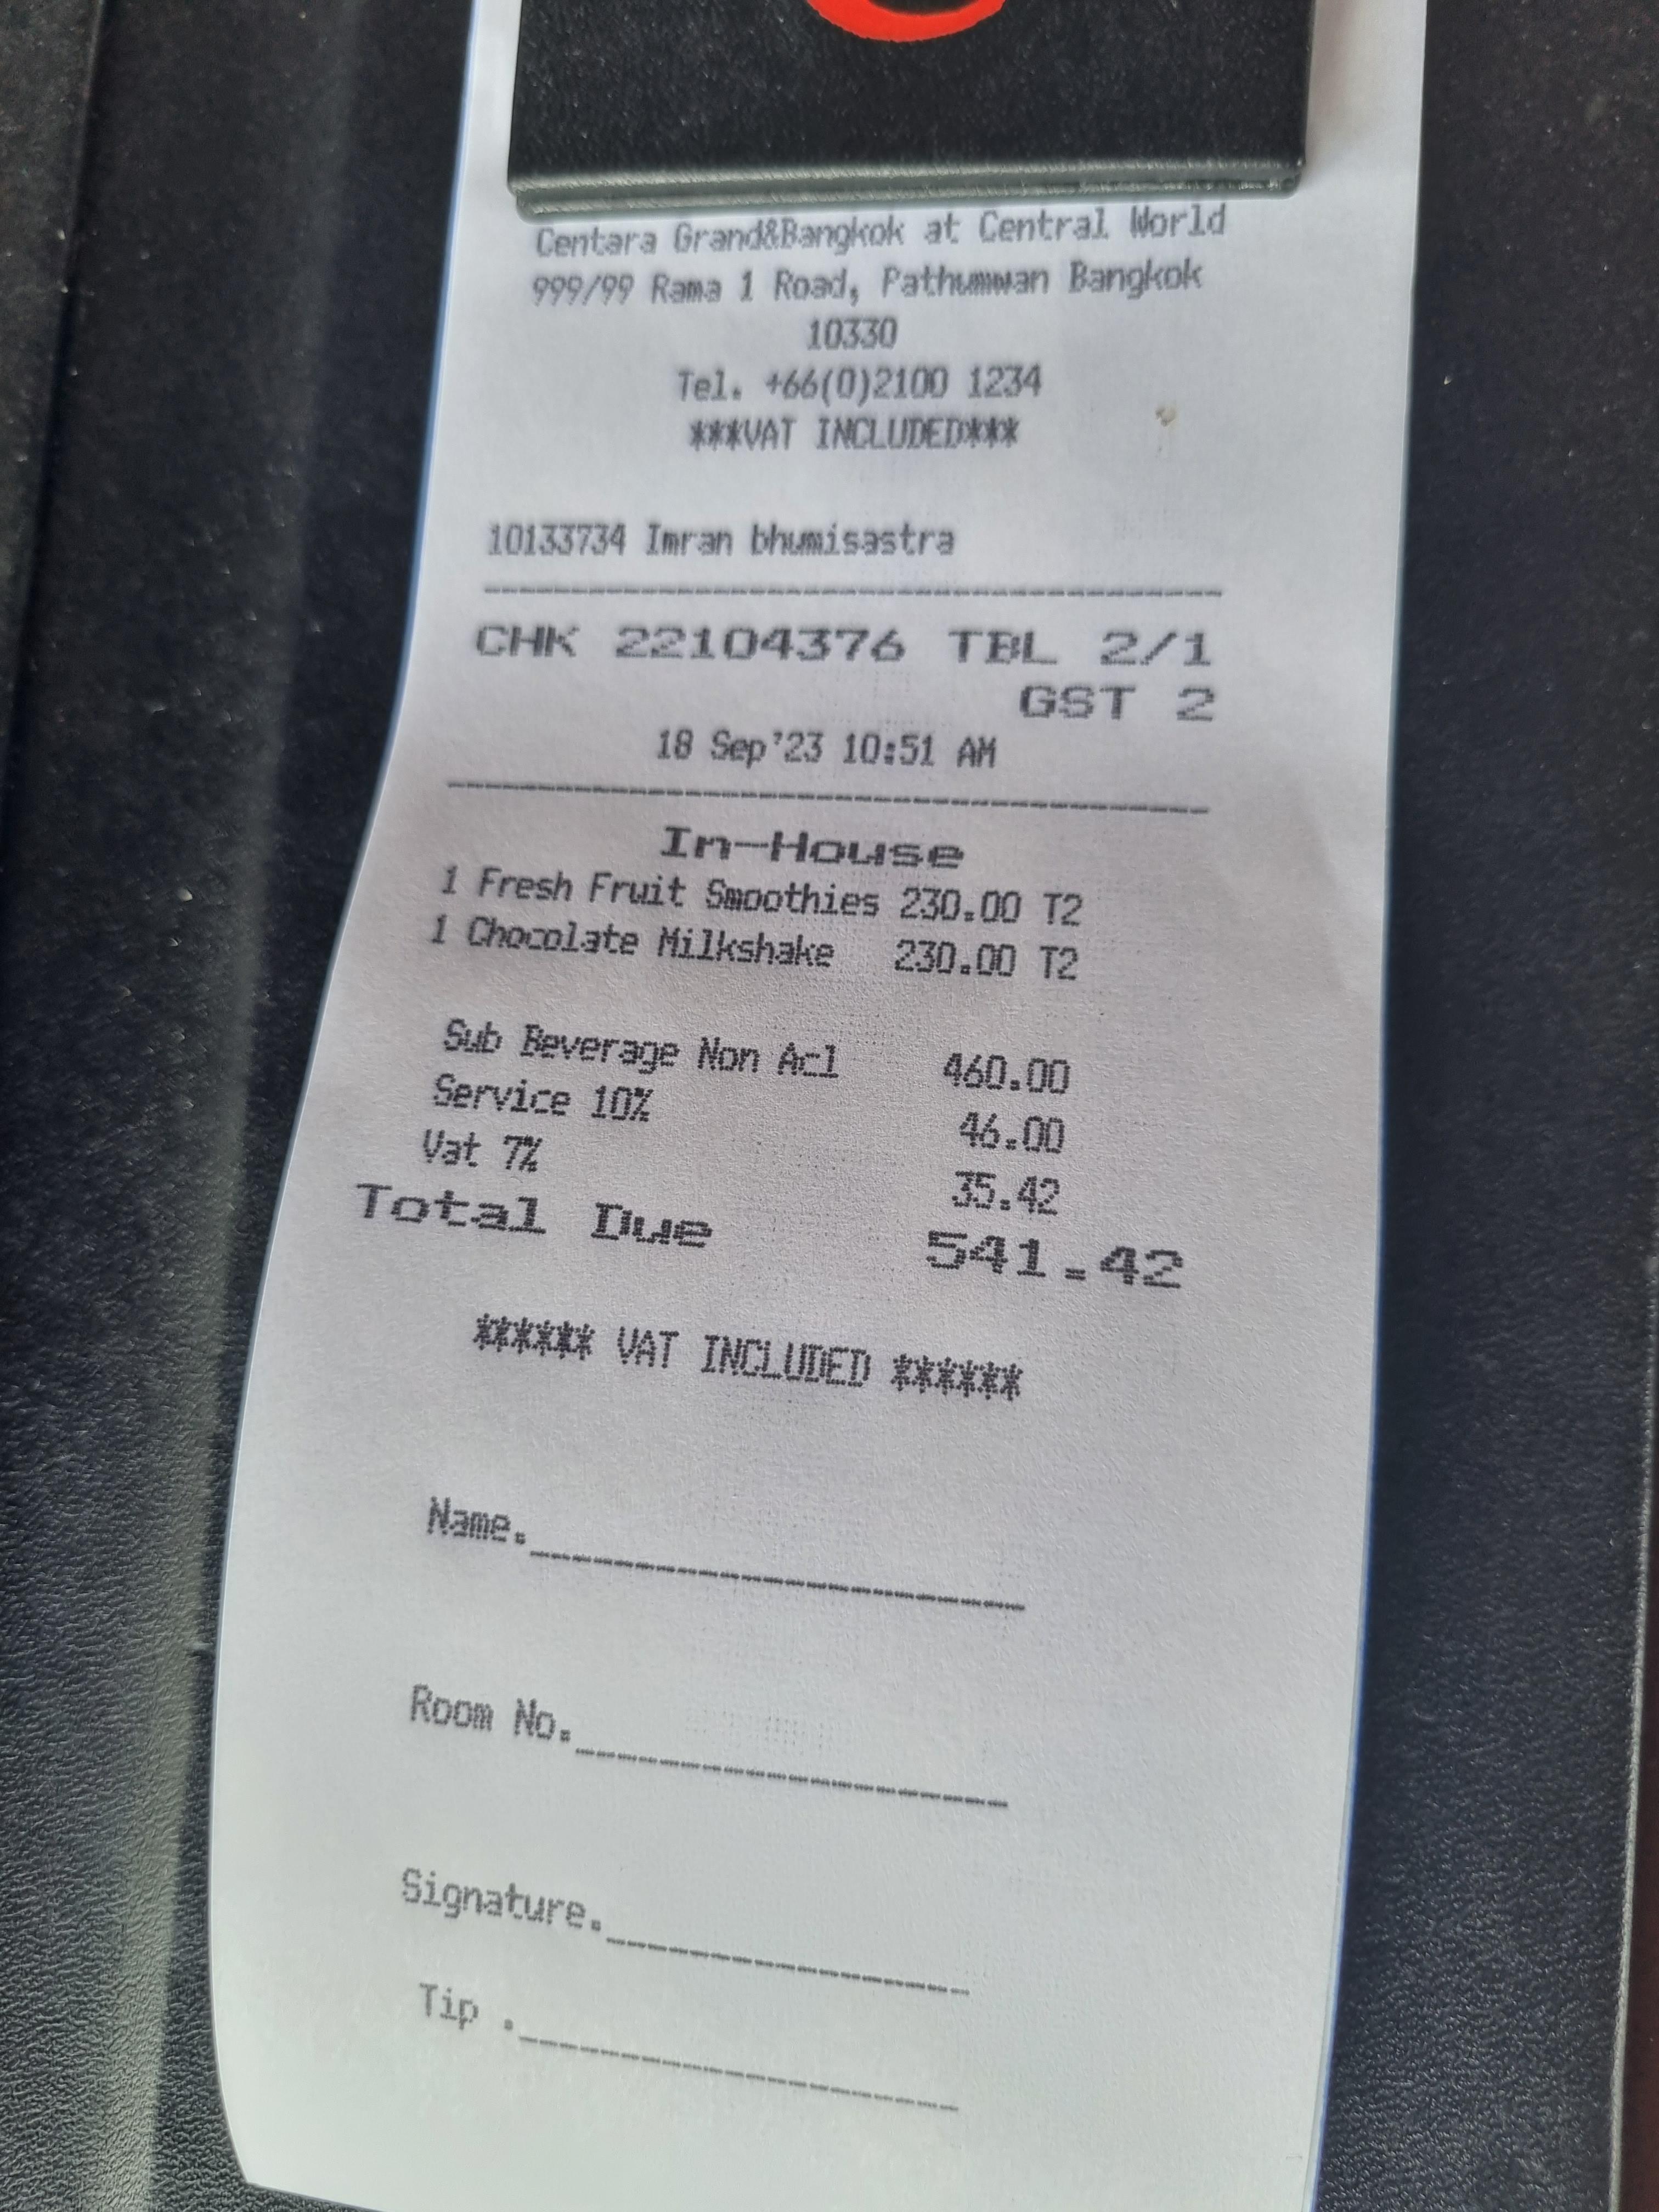 Centara Grand&Bangkok at Central World
999/99 Rama 1 Road, Pathumwan Bangkok
10330
Tel. +66(0)2100 1234
***VAT INCLUDED***
10133734 Imran bhumisastra
CHK 22104376 TBL 2/1
GST 2
18 Sep'23 10:51 AM
In-House
1 Fresh Fruit Smoothies 230.00 T2
1 Chocolate Milkshake 230.00 T2
Sub Beverage Non Acl 460.00
Service 10% 46.00
Vat 7% 35.42
Total Due 541.42
****** VAT INCLUDED ******
Name.
Room No.
Signature.
Tip .